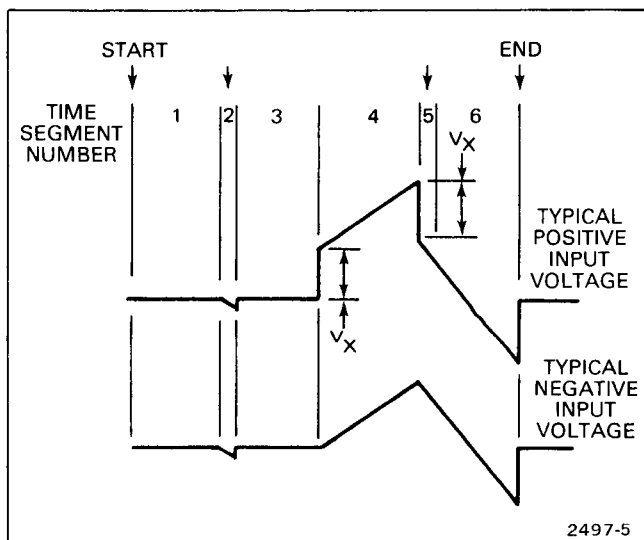 START
END
TIME
SEGMENT
NUMBER
1 2 3 4 5 6
VX
TYPICAL
POSITIVE
INPUT
VOLTAGE
VX
TYPICAL
NEGATIVE
INPUT
VOLTAGE
2497-5